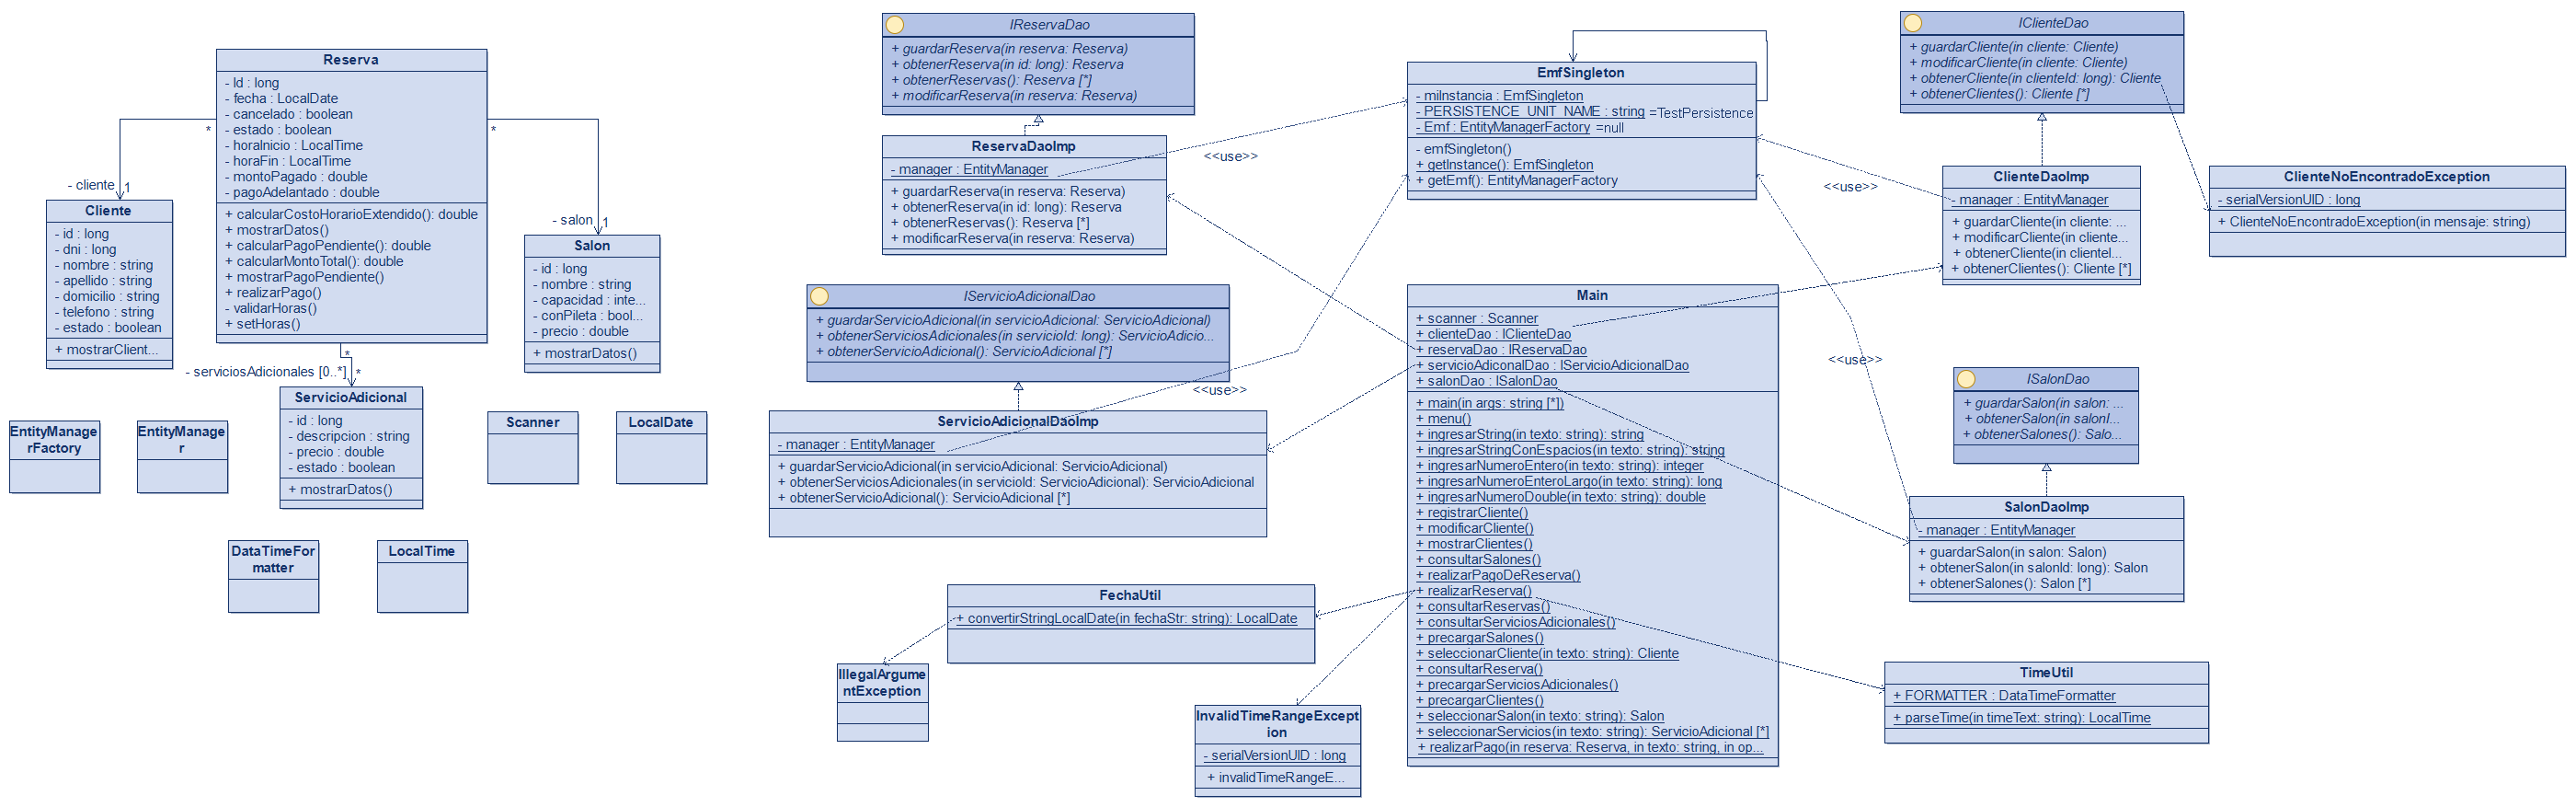 Reserva
- Id : long
- fecha : LocalDate
- cancelado : boolean
- estado : boolean
- horaInicio : LocalTime
- horaFin : LocalTime
- montoPagado : double
- pagoAdelantado : double
+ calcularCostoHorarioExtendido(): double
+ mostrarDatos()
+ calcularPagoPendiente(): double
+ calcularMontoTotal(): double
+ mostrarPagoPendiente()
+ realizarPago()
- validarHoras()
+ setHoras()
*
- cliente
1
*
- salon
1
*
- serviciosAdicionales [0..*]
*
Cliente
- id : long
- dni : long
- nombre : string
- apellido : string
- domicilio : string
- telefono : string
- estado : boolean
+ mostrarClient...
Salon
- id : long
- nombre : string
- capacidad : inte...
- conPileta : bool...
- precio : double
+ mostrarDatos()
ServicioAdicional
- id : long
- descripcion : string
- precio : double
- estado : boolean
+ mostrarDatos()
EntityManage
rFactory
EntityManage
r
Scanner
LocalDate
DataTimeFor
matter
LocalTime
IReservaDao
+ guardarReserva(in reserva: Reserva)
+ obtenerReserva(in id: long): Reserva
+ obtenerReservas(): Reserva [*]
+ modificarReserva(in reserva: Reserva)
ReservaDaoImp
- manager : EntityManager
+ guardarReserva(in reserva: Reserva)
+ obtenerReserva(in id: long): Reserva
+ obtenerReservas(): Reserva [*]
+ modificarReserva(in reserva: Reserva)
IServicioAdicionalDao
+ guardarServicioAdicional(in servicioAdicional: ServicioAdicional)
+ obtenerServiciosAdicionales(in servicioId: long): ServicioAdicio...
+ obtenerServicioAdicional(): ServicioAdicional [*]
ServicioAdicionalDaoImp
- manager : EntityManager
+ guardarServicioAdicional(in servicioAdicional: ServicioAdicional)
+ obtenerServiciosAdicionales(in servicioId: ServicioAdicional): ServicioAdicional
+ obtenerServicioAdicional(): ServicioAdicional [*]
EmfSingleton
- miInstancia : EmfSingleton
- PERSISTENCE_UNIT_NAME : string =TestPersistence
- Emf : EntityManagerFactory =null
- emfSingleton()
+ getInstance(): EmfSingleton
+ getEmf(): EntityManagerFactory
<<use>>
<<use>>
<<use>>
<<use>>
Main
+ scanner : Scanner
+ clienteDao : IClienteDao
+ reservaDao : IReservaDao
+ servicioAdiconalDao : IServicioAdicionalDao
+ salonDao : ISalonDao
+ main(in args: string [*])
+ menu()
+ ingresarString(in texto: string): string
+ ingresarStringConEspacios(in texto: string): string
+ ingresarNumeroEntero(in texto: string): integer
+ ingresarNumeroEnteroLargo(in texto: string): long
+ ingresarNumeroDouble(in texto: string): double
+ registrarCliente()
+ modificarCliente()
+ mostrarClientes()
+ consultarSalones()
+ realizarPagoDeReserva()
+ realizarReserva()
+ consultarReservas()
+ consultarServiciosAdicionales()
+ precargarSalones()
+ seleccionarCliente(in texto: string): Cliente
+ consultarReserva()
+ precargarServiciosAdicionales()
+ precargarClientes()
+ seleccionarSalon(in texto: string): Salon
+ seleccionarServicios(in texto: string): ServicioAdicional [*]
+ realizarPago(in reserva: Reserva, in texto: string, in op...
IClienteDao
+ guardarCliente(in cliente: Cliente)
+ modificarCliente(in cliente: Cliente)
+ obtenerCliente(in clienteId: long): Cliente
+ obtenerClientes(): Cliente [*]
ClienteDaoImp
- manager : EntityManager
+ guardarCliente(in cliente: ...
+ modificarCliente(in cliente...
+ obtenerCliente(in clienteI...
+ obtenerClientes(): Cliente [*]
ClienteNoEncontradoException
- serialVersionUID : long
+ ClienteNoEncontradoException(in mensaje: string)
ISalonDao
+ guardarSalon(in salon: ...
+ obtenerSalon(in salonI...
+ obtenerSalones(): Salo...
SalonDaoImp
- manager : EntityManager
+ guardarSalon(in salon: Salon)
+ obtenerSalon(in salonId: long): Salon
+ obtenerSalones(): Salon [*]
FechaUtil
+ convertirStringLocalDate(in fechaStr: string): LocalDate
IllegalArgume
ntException
InvalidTimeRangeExcept
ion
- serialVersionUID : long
+ invalidTimeRangeE...
TimeUtil
+ FORMATTER : DataTimeFormatter
+ parseTime(in timeText: string): LocalTime